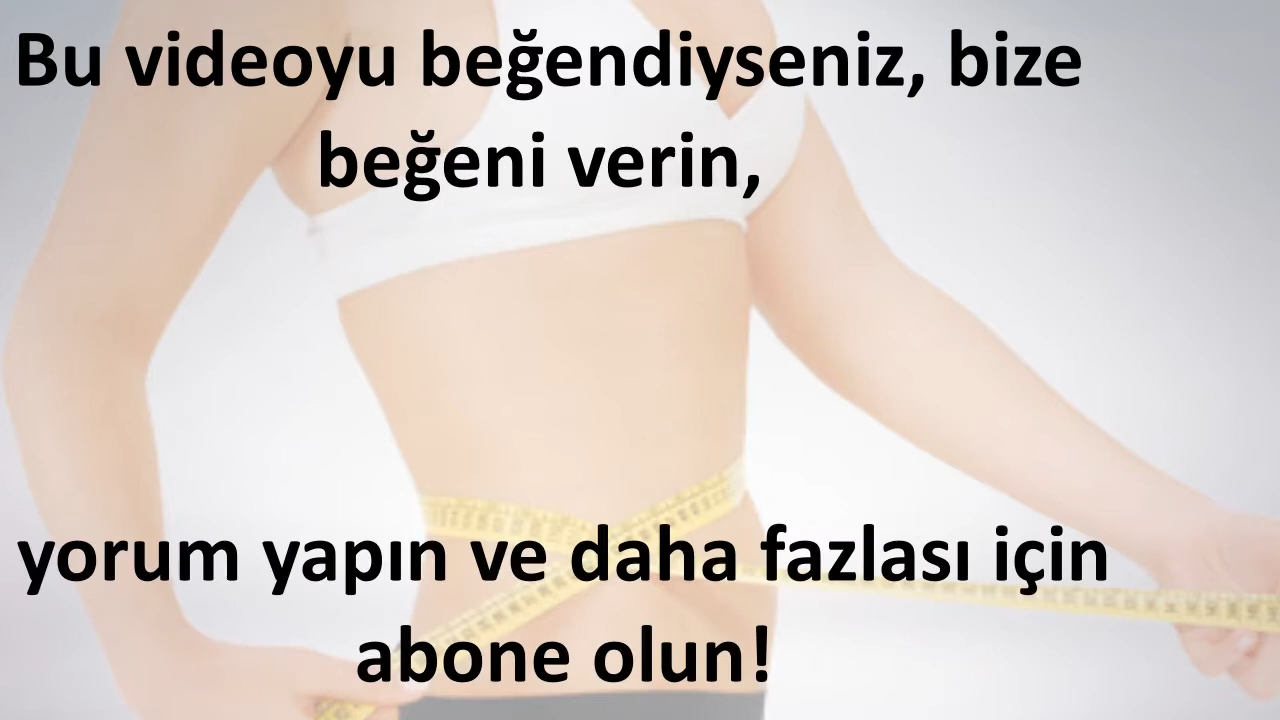 Bu videoyu beğendiyseniz, bize
beğeni verin,
yorum yapın ve daha fazlası için
abone olun!